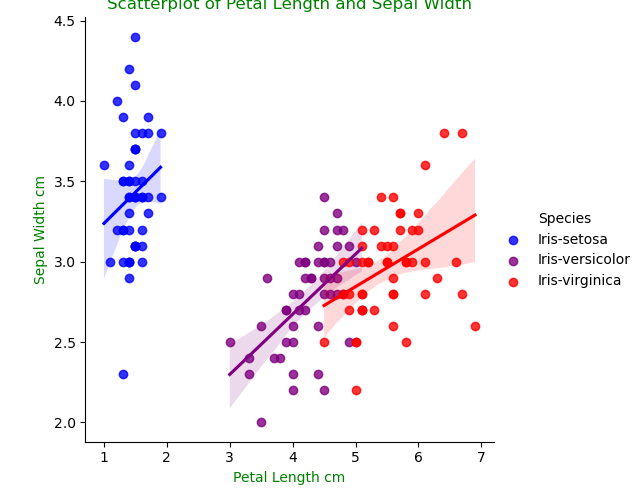 Scatterplot of Petal Length and Sepal Width
4.5
4.0
3.5
3.0
2.5
2.0
Sepal Width cm
1 2 3 4 5 6 7
Petal Length cm
Species
Iris-setosa
Iris-versicolor
Iris-virginica